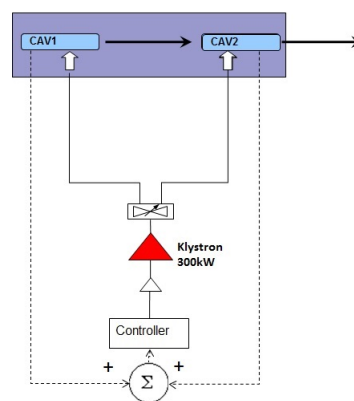 CAV1
CAV2
Klystron
300kW
Controller
+
+
Σ